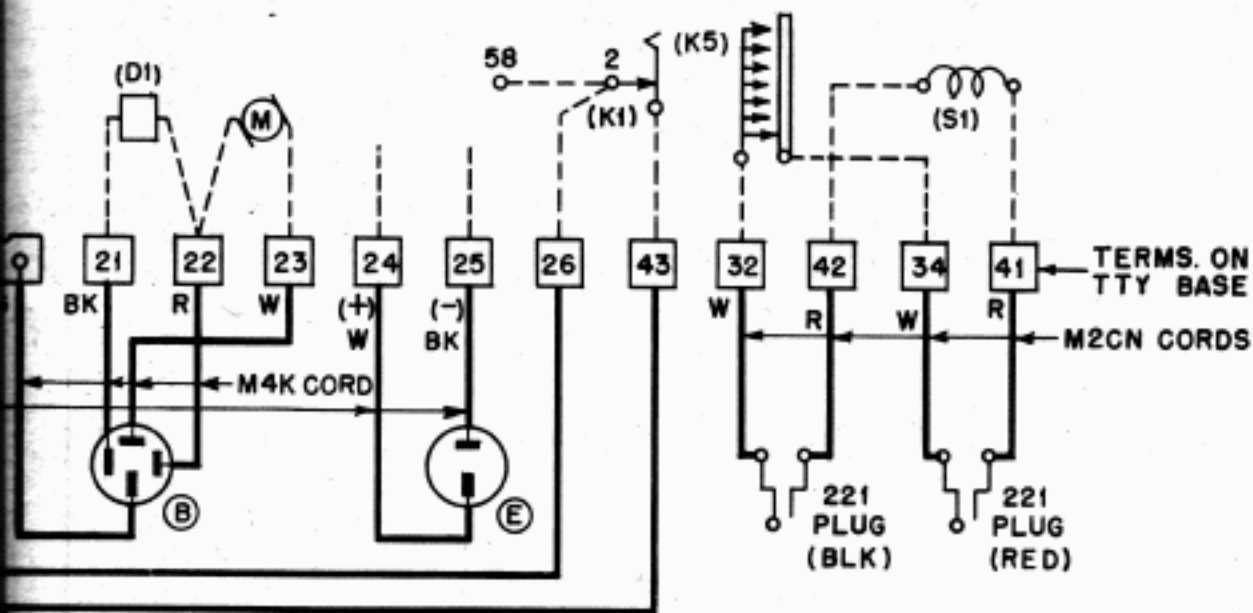 (D1)
M
58
2
(K5)
(K1)
(S1)
21
22
23
24
25
26
43
32
42
34
41
TERMS. ON
TTY BASE
BK
R
W
(+)
W
(-)
BK
W
R
W
R
M2CN CORDS
M4K CORD
B
E
221
PLUG
(BLK)
221
PLUG
(RED)